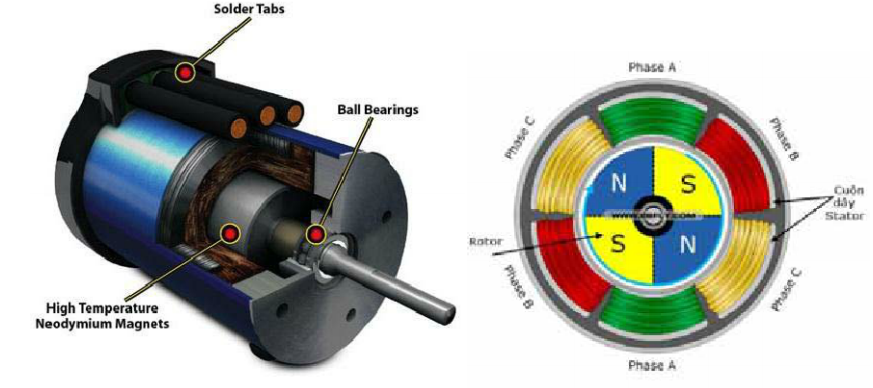 Solder Tabs
Ball Bearings
High Temperature
Neodymium Magnets
Phase A
Phase C
Phase B
N
S
Cuộn
dây
Stator
Rotor
S
N
Phase B
Phase C
Phase A